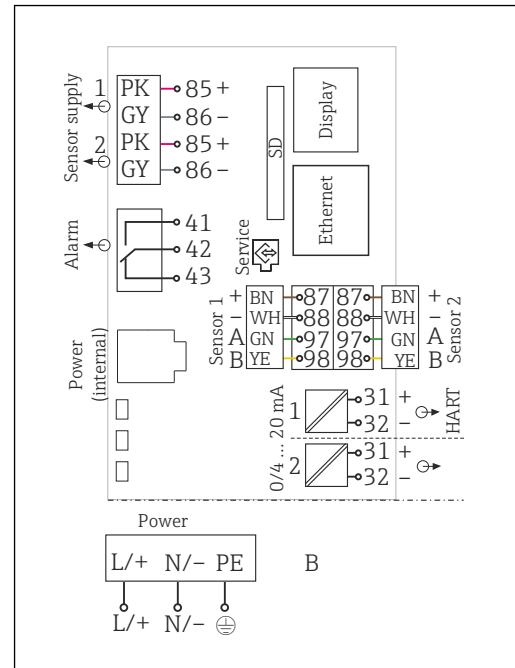 Sensor supply
1 PK 85 +
GY 86 -
2 PK 85 +
GY 86 -
Display
SD
Ethernet
Alarm
41
42
43
Service
Power
(internal)
Sensor 1
+ BN 87 87 BN +
- WH 88 88 WH -
A GN 97 97 GN A
B YE 98 98 YE B
Sensor 2
0/4 ... 20 mA
1 31 +
32 -
HART
2 31 +
32 -
Power
L/+ N/- PE
B
L/+ N/-